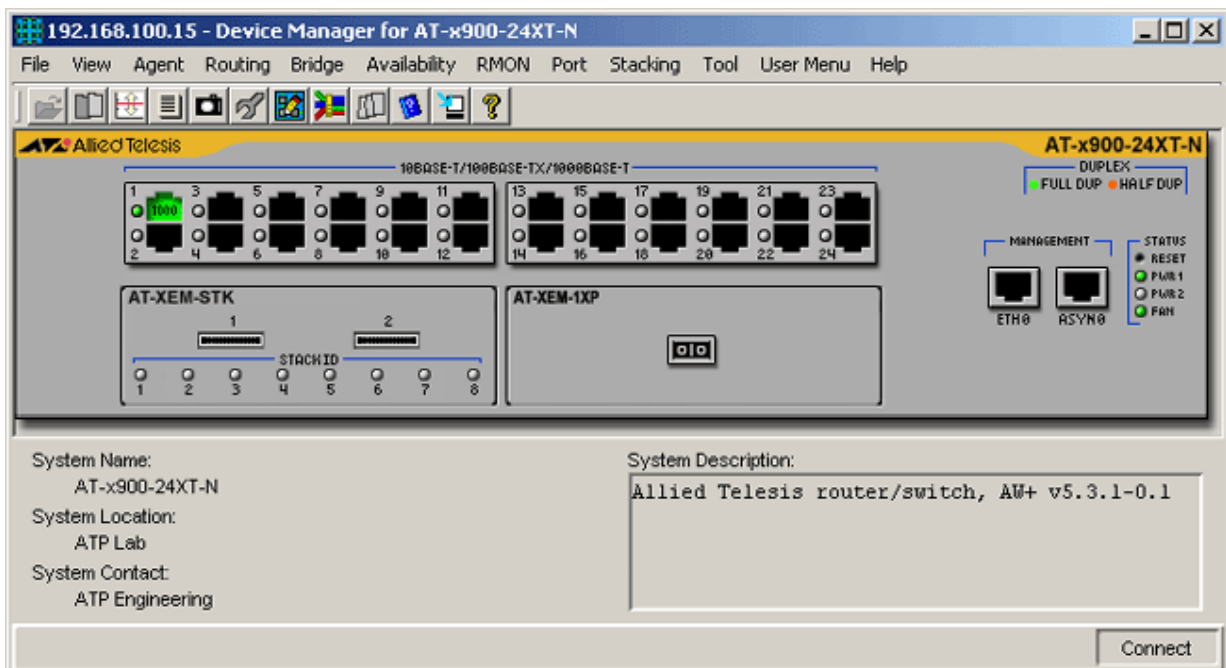 192.168.100.15 - Device Manager for AT-x900-24XT-N
File View Agent Routing Bridge Availability RMON Port Stacking Tool User Menu Help
Allied Telesis
AT-x900-24XT-N
10BASE-T/100BASE-TX/1000BASE-T
DUPLEX
FULL DUP HALF DUP
1 3 5 7 9 11 13 15 17 19 21 23
1000
2 4 6 8 10 12 14 16 18 20 22 24
MANAGEMENT
ETH0 ASYN0
STATUS
RESET
PWR1
PWR2
FAN
AT-XEM-STK
1 2
STACK ID
1 2 3 4 5 6 7 8
AT-XEM-1XP
System Name:
AT-x900-24XT-N
System Location:
ATP Lab
System Contact:
ATP Engineering
System Description:
Allied Telesis router/switch, AW+ v5.3.1-0.1
Connect